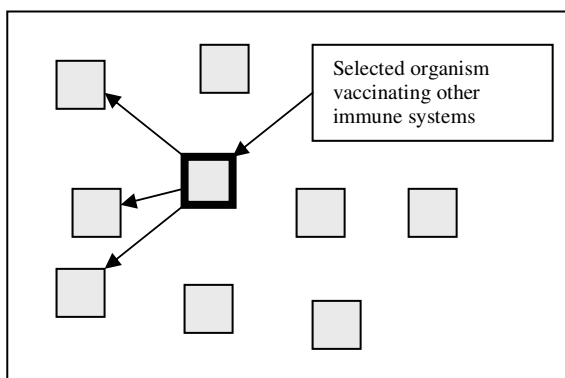 Selected organism
vaccinating other
immune systems